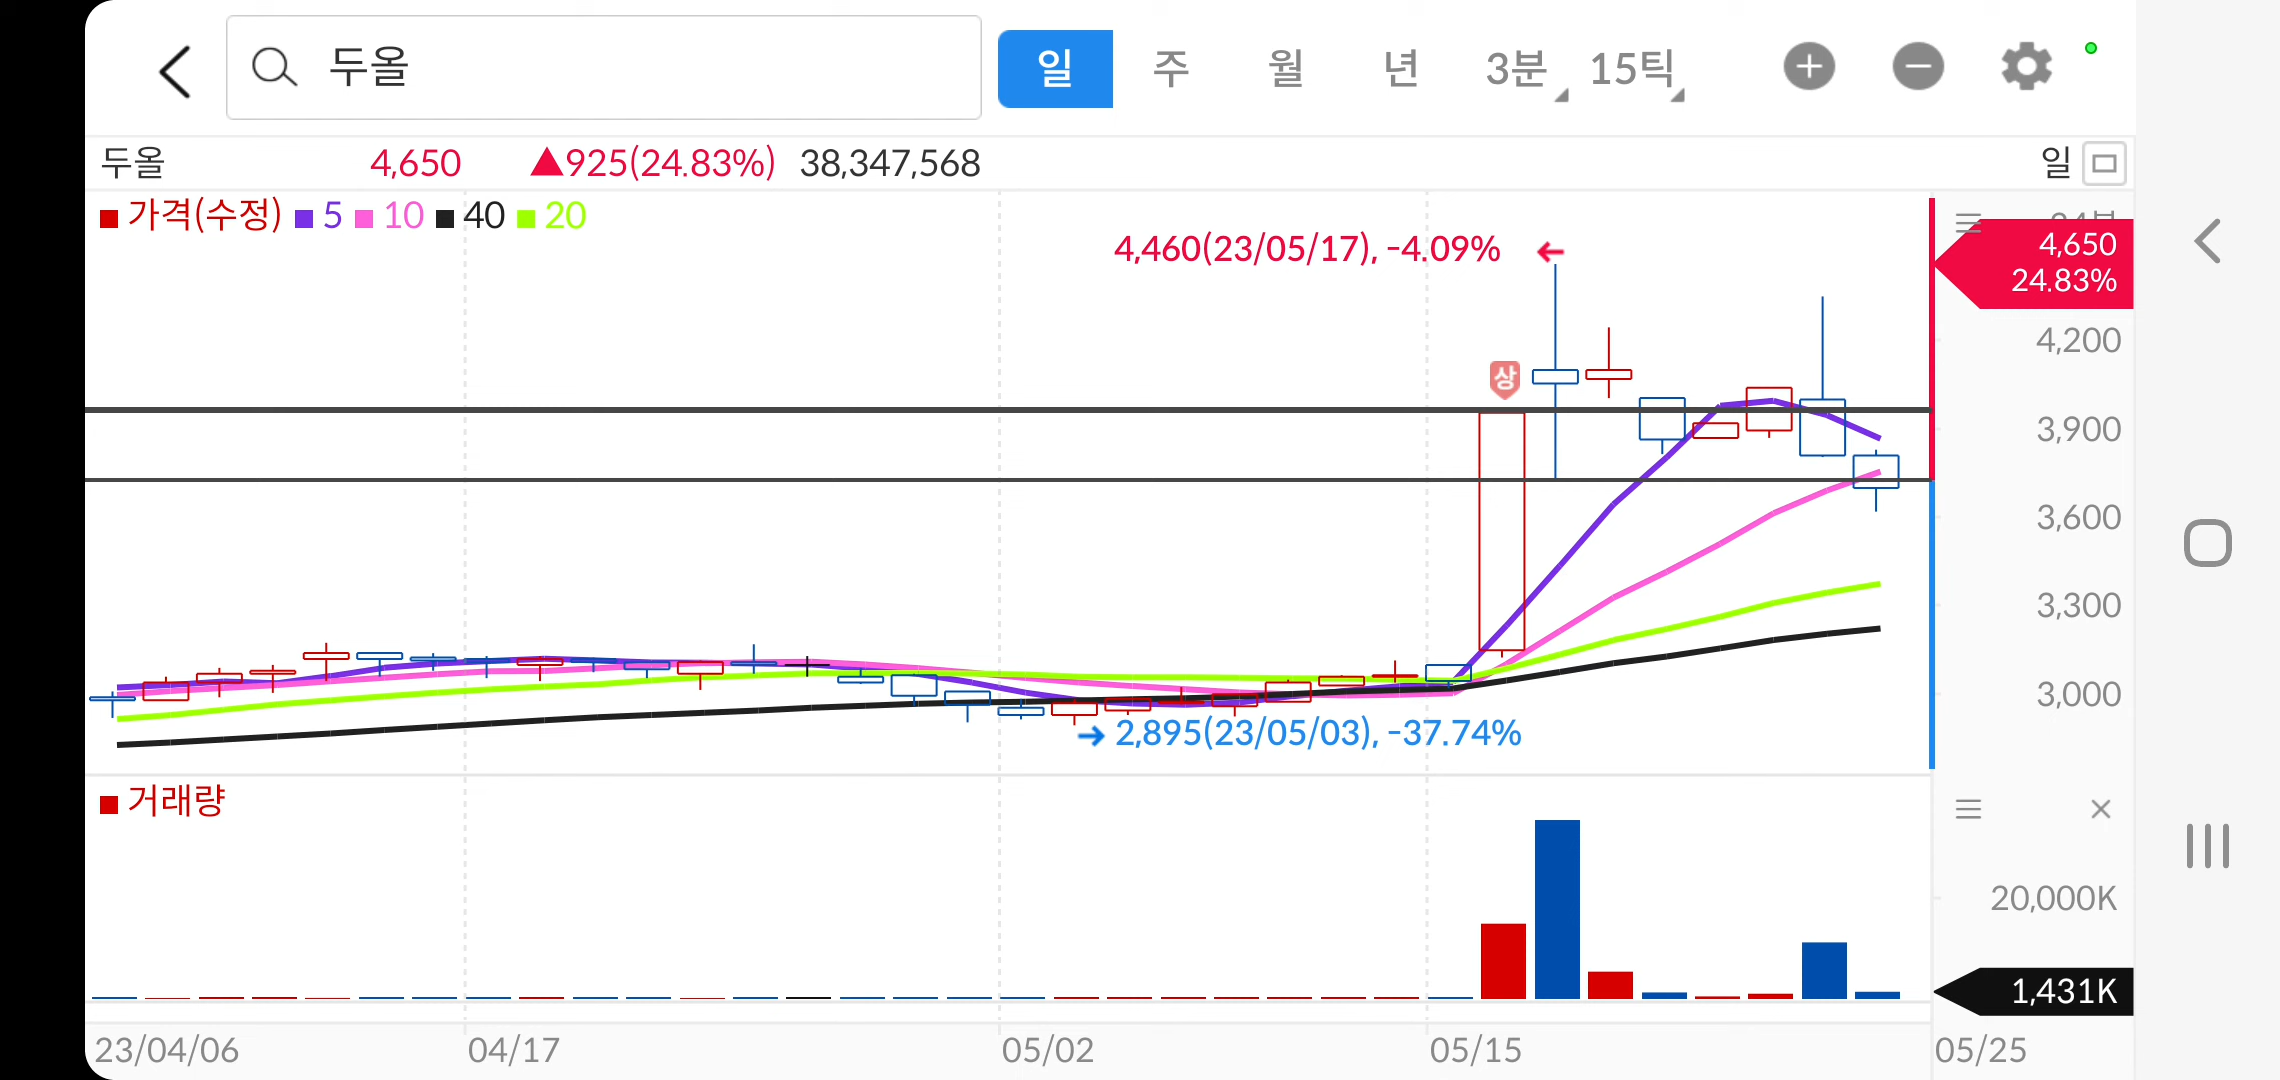 두올
일 주 월 년 3분 15틱
두올 4,650 ▲925(24.83%) 38,347,568 일
가격(수정) 5 10 40 20
4,460(23/05/17), -4.09%
4,650
24.83%
4,200
상
3,900
3,600
3,300
3,000
2,895(23/05/03), -37.74%
거래량
20,000K
1,431K
23/04/06 04/17 05/02 05/15 05/25